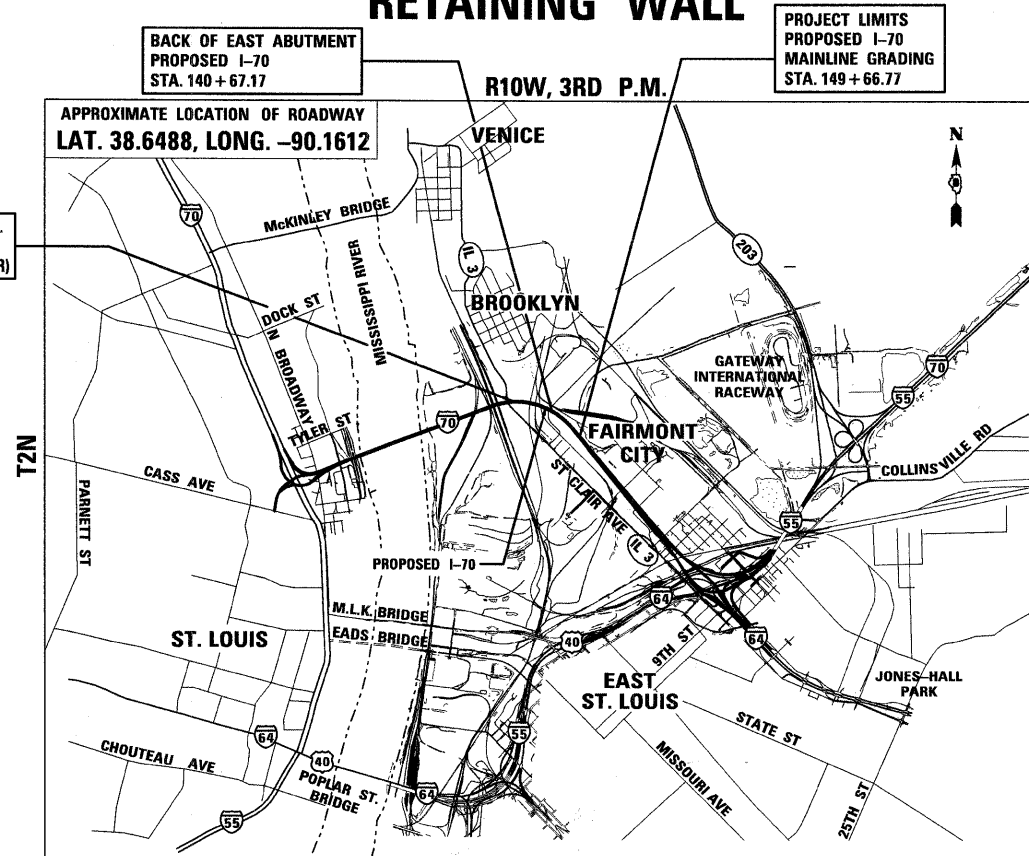 RETAINING WALL
BACK OF EAST ABUTMENT
PROPOSED I–70
STA. 140+67.17
PROJECT LIMITS
PROPOSED I–70
MAINLINE GRADING
STA. 149+66.77
R10W, 3RD P.M.
APPROXIMATE LOCATION OF ROADWAY
LAT. 38.6488, LONG. –90.1612
VENICE
N
70
McKINLEY BRIDGE
R)
MISSISSIPPI RIVER
IL 3
203
DOCK ST
BROOKLYN
N BROADWAY
GATEWAY
INTERNATIONAL
RACEWAY
70
55
TYLER ST
70
FAIRMONT
CITY
T2N
CASS AVE
PARNETT ST
ST CLAIR AVE
COLLINSVILLE RD
55
IL 3
PROPOSED I–70
64
M.L.K. BRIDGE
EADS BRIDGE
ST. LOUIS
40
9TH ST
64
EAST
ST. LOUIS
JONES–HALL
PARK
64
40
CHOUTEAU AVE
POPLAR ST.
BRIDGE
64
55
55
STATE ST
MISSOURI AVE
25TH ST